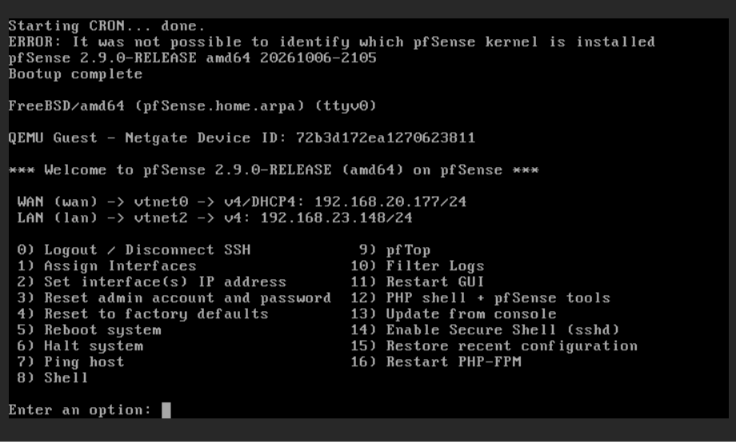 Starting CRON... done.
ERROR: It was not possible to identify which pfSense kernel is installed
pfSense 2.9.0-RELEASE amd64 20261006-2105
Bootup complete
FreeBSD/amd64 (pfSense.home.arpa) (ttyv0)
QEMU Guest - Netgate Device ID: 72b3d172ea1270623811
*** Welcome to pfSense 2.9.0-RELEASE (amd64) on pfSense ***
WAN (wan) -> vtnet0 -> v4/DHCP4: 192.168.20.177/24
LAN (lan) -> vtnet2 -> v4: 192.168.23.148/24
0) Logout / Disconnect SSH 9) pfTop
1) Assign Interfaces 10) Filter Logs
2) Set interface(s) IP address 11) Restart GUI
3) Reset admin account and password 12) PHP shell + pfSense tools
4) Reset to factory defaults 13) Update from console
5) Reboot system 14) Enable Secure Shell (sshd)
6) Halt system 15) Restore recent configuration
7) Ping host 16) Restart PHP-FPM
8) Shell
Enter an option: